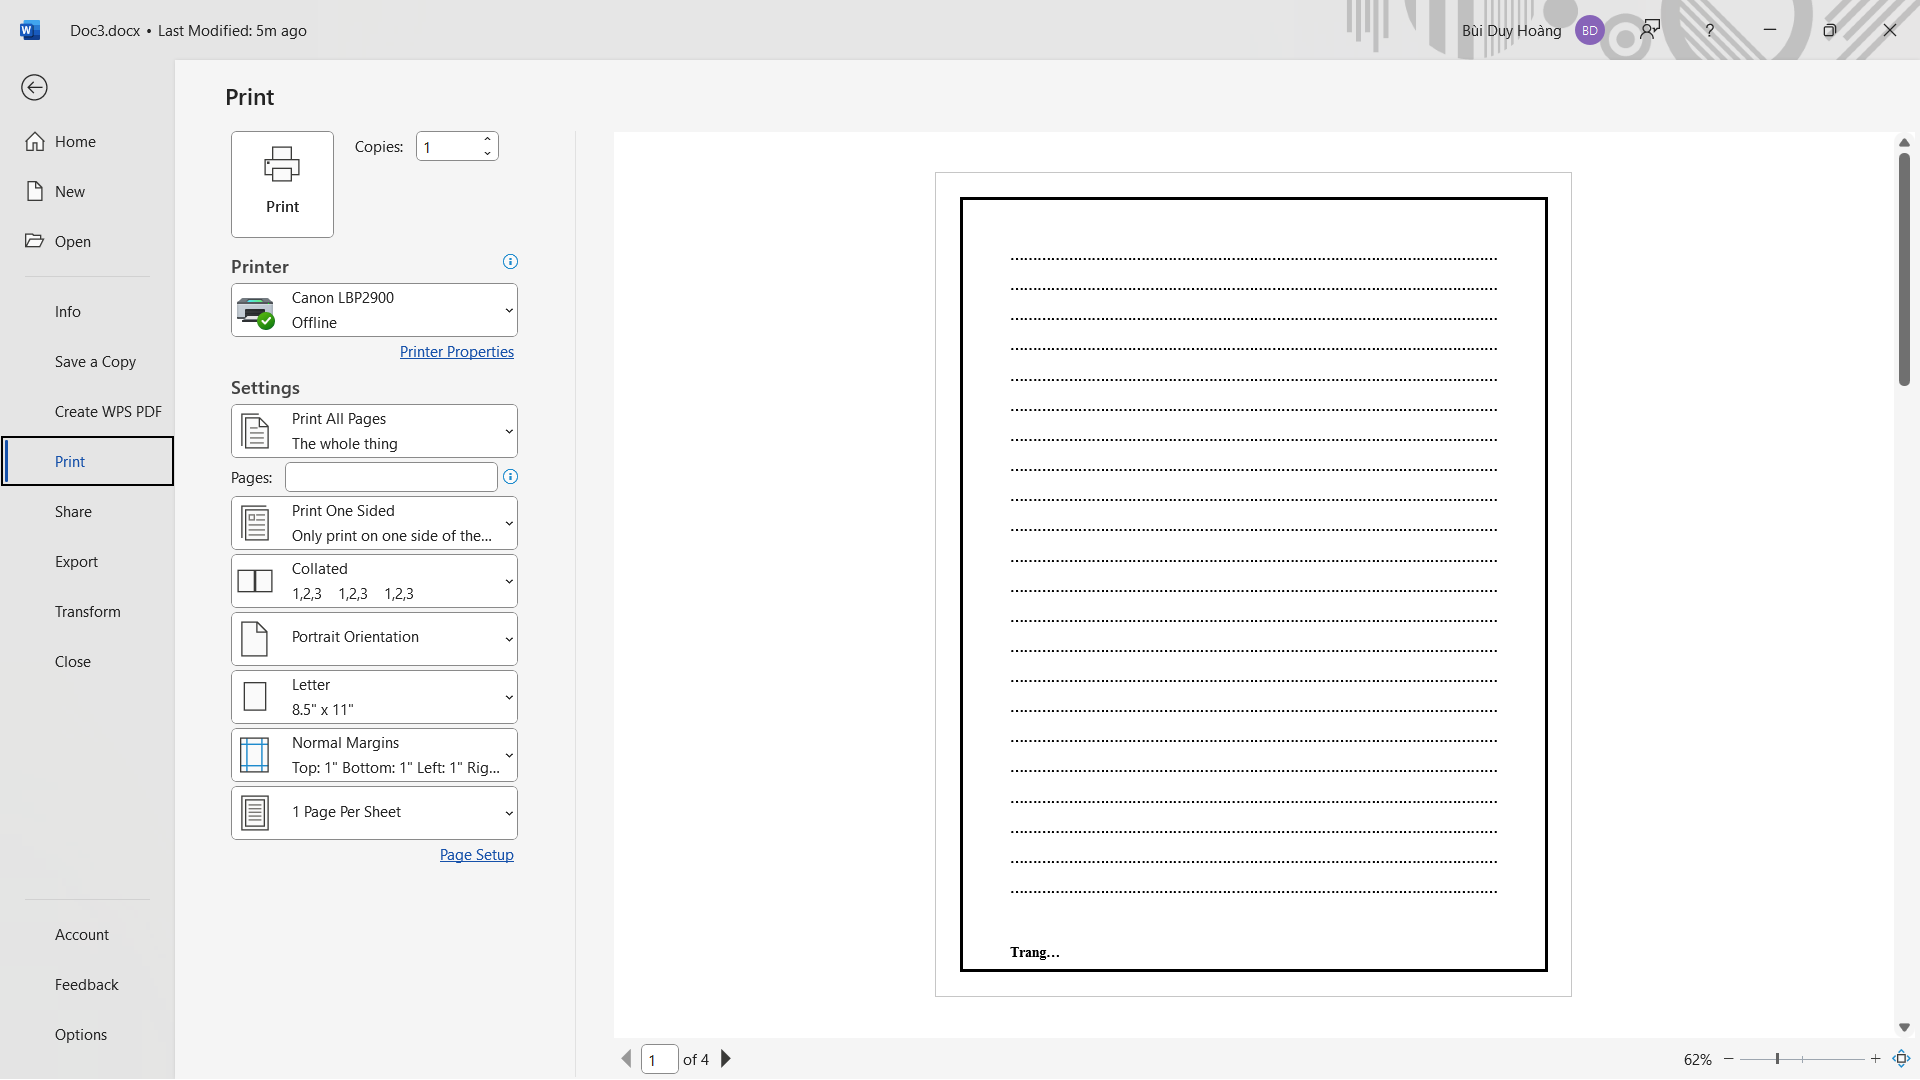 Doc3.docx • Last Modified: 5m ago
Bùi Duy Hoàng
BD
?
Print
Home
New
Open
Info
Save a Copy
Create WPS PDF
Print
Share
Export
Transform
Close
Account
Feedback
Options
Print
Copies: 1
Printer
Canon LBP2900
Offline
Printer Properties
Settings
Print All Pages
The whole thing
Pages:
Print One Sided
Only print on one side of the...
Collated
1,2,3 1,2,3 1,2,3
Portrait Orientation
Letter
8.5" x 11"
Normal Margins
Top: 1" Bottom: 1" Left: 1" Rig...
1 Page Per Sheet
Page Setup
Trang…
1 of 4
62%